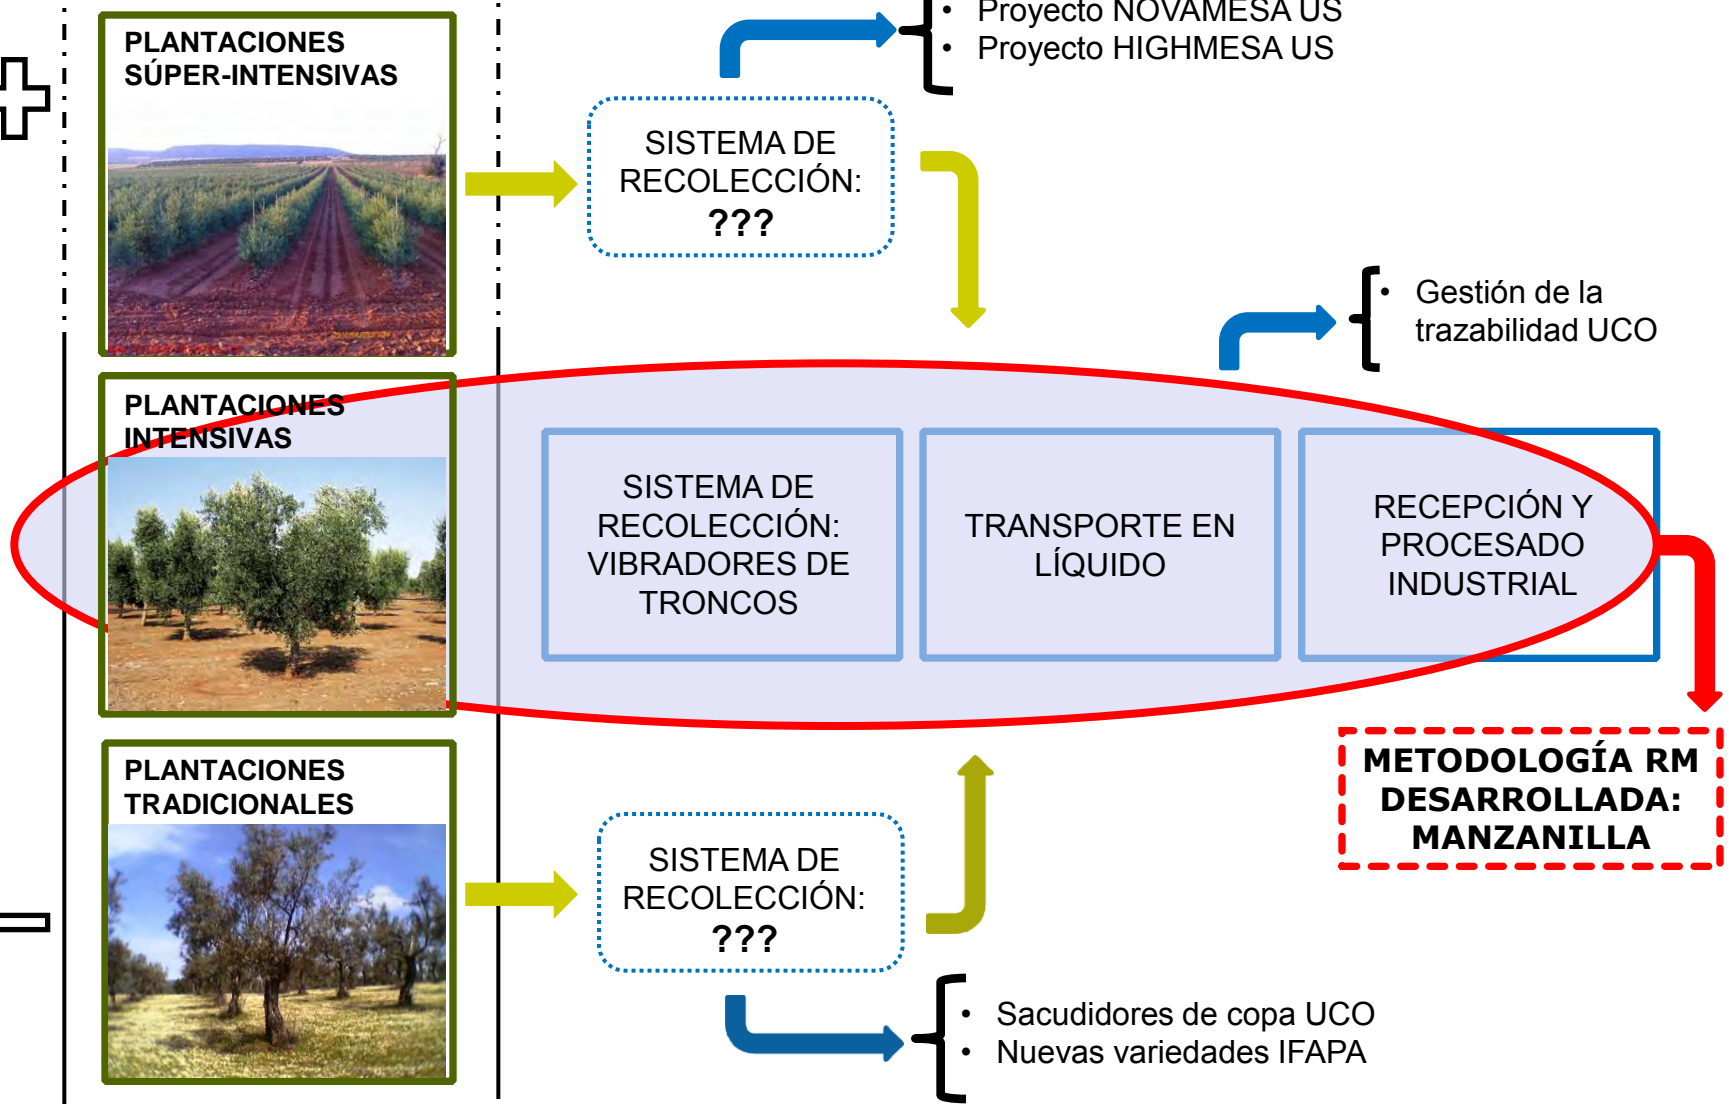 • Proyecto NOVAMESA US
• Proyecto HIGHMESA US
PLANTACIONES
SÚPER-INTENSIVAS
SISTEMA DE
RECOLECCIÓN:
???
• Gestión de la
trazabilidad UCO
PLANTACIONES
INTENSIVAS
SISTEMA DE
RECOLECCIÓN:
VIBRADORES DE
TRONCOS
TRANSPORTE EN
LÍQUIDO
RECEPCIÓN Y
PROCESADO
INDUSTRIAL
METODOLOGÍA RM
DESARROLLADA:
MANZANILLA
PLANTACIONES
TRADICIONALES
SISTEMA DE
RECOLECCIÓN:
???
• Sacudidores de copa UCO
• Nuevas variedades IFAPA